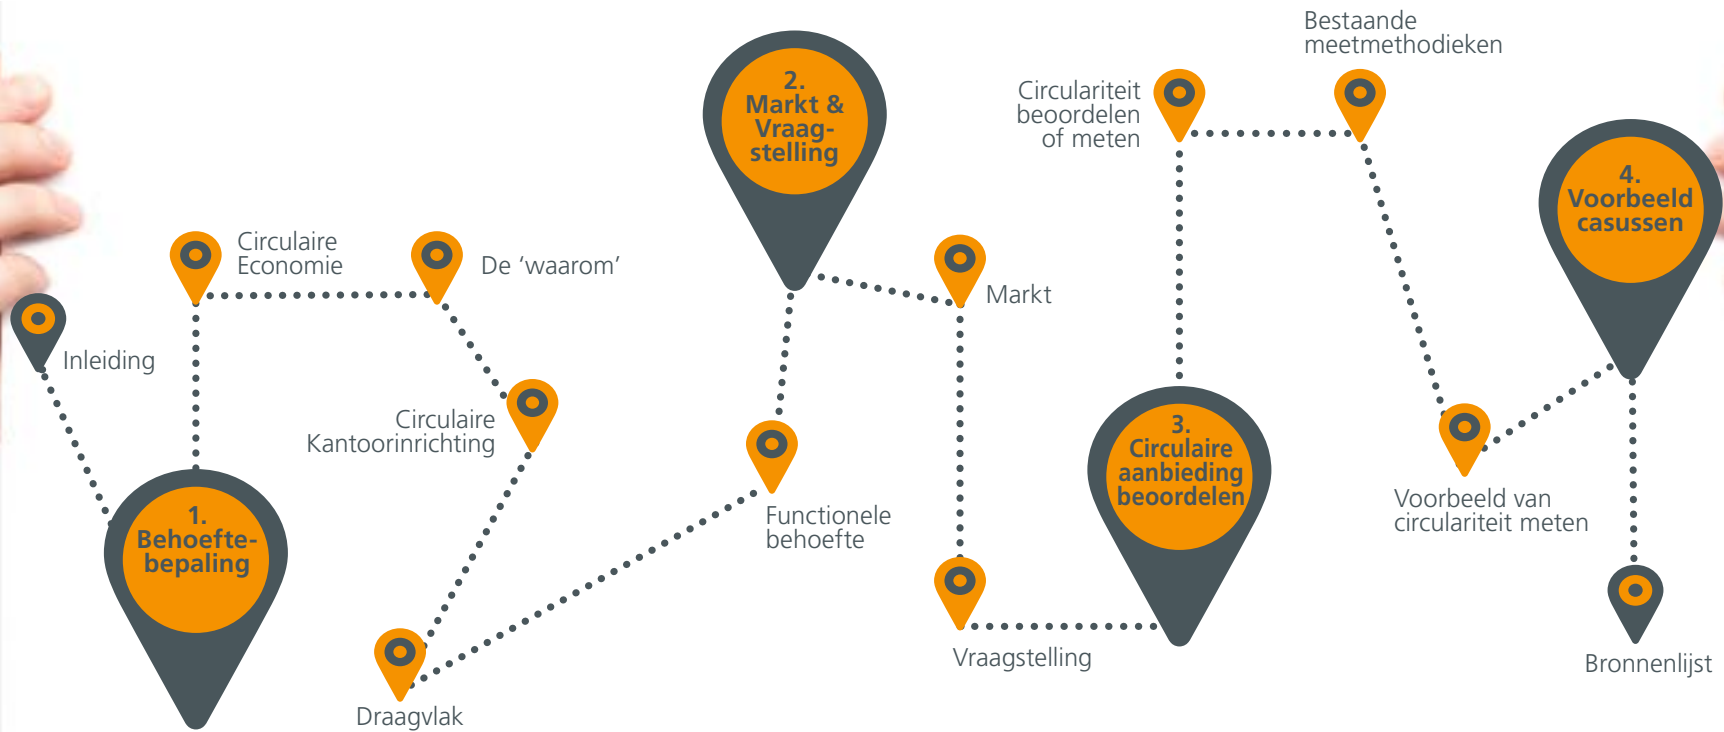 Inleiding
1.
Behoefte-
bepaling
Circulaire
Economie
De ‘waarom’
Circulaire
Kantoorinrichting
Draagvlak
Functionele
behoefte
2.
Markt &
Vraag-
stelling
Markt
Vraagstelling
3.
Circulaire
aanbieding
beoordelen
Circulariteit
beoordelen
of meten
Bestaande
meetmethodieken
Voorbeeld van
circulariteit meten
4.
Voorbeeld
casussen
Bronnenlijst